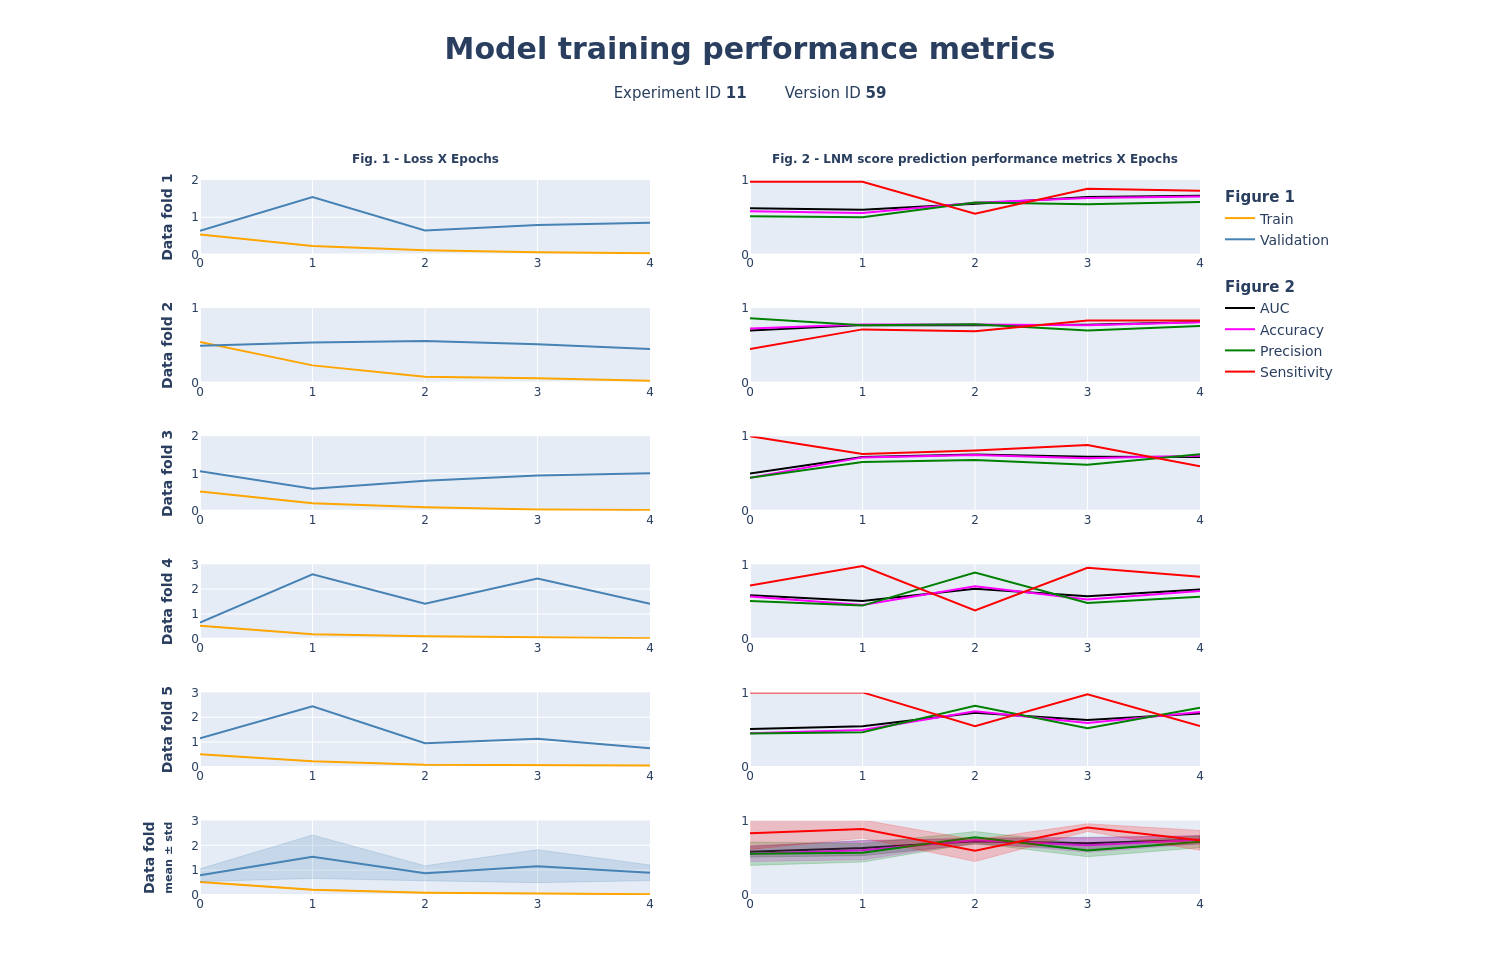 Model training performance metrics
Experiment ID 11 Version ID 59
Fig. 1 - Loss X Epochs
Fig. 2 - LNM score prediction performance metrics X Epochs
Data fold 1
2
1
0
0 1 2 3 4
1
0
0 1 2 3 4
Figure 1
Train
Validation
Figure 2
AUC
Accuracy
Precision
Sensitivity
Data fold 2
1
0
0 1 2 3 4
1
0
0 1 2 3 4
Data fold 3
2
1
0
0 1 2 3 4
1
0
0 1 2 3 4
Data fold 4
3
2
1
0
0 1 2 3 4
1
0
0 1 2 3 4
Data fold 5
3
2
1
0
0 1 2 3 4
1
0
0 1 2 3 4
Data fold
mean ± std
3
2
1
0
0 1 2 3 4
1
0
0 1 2 3 4